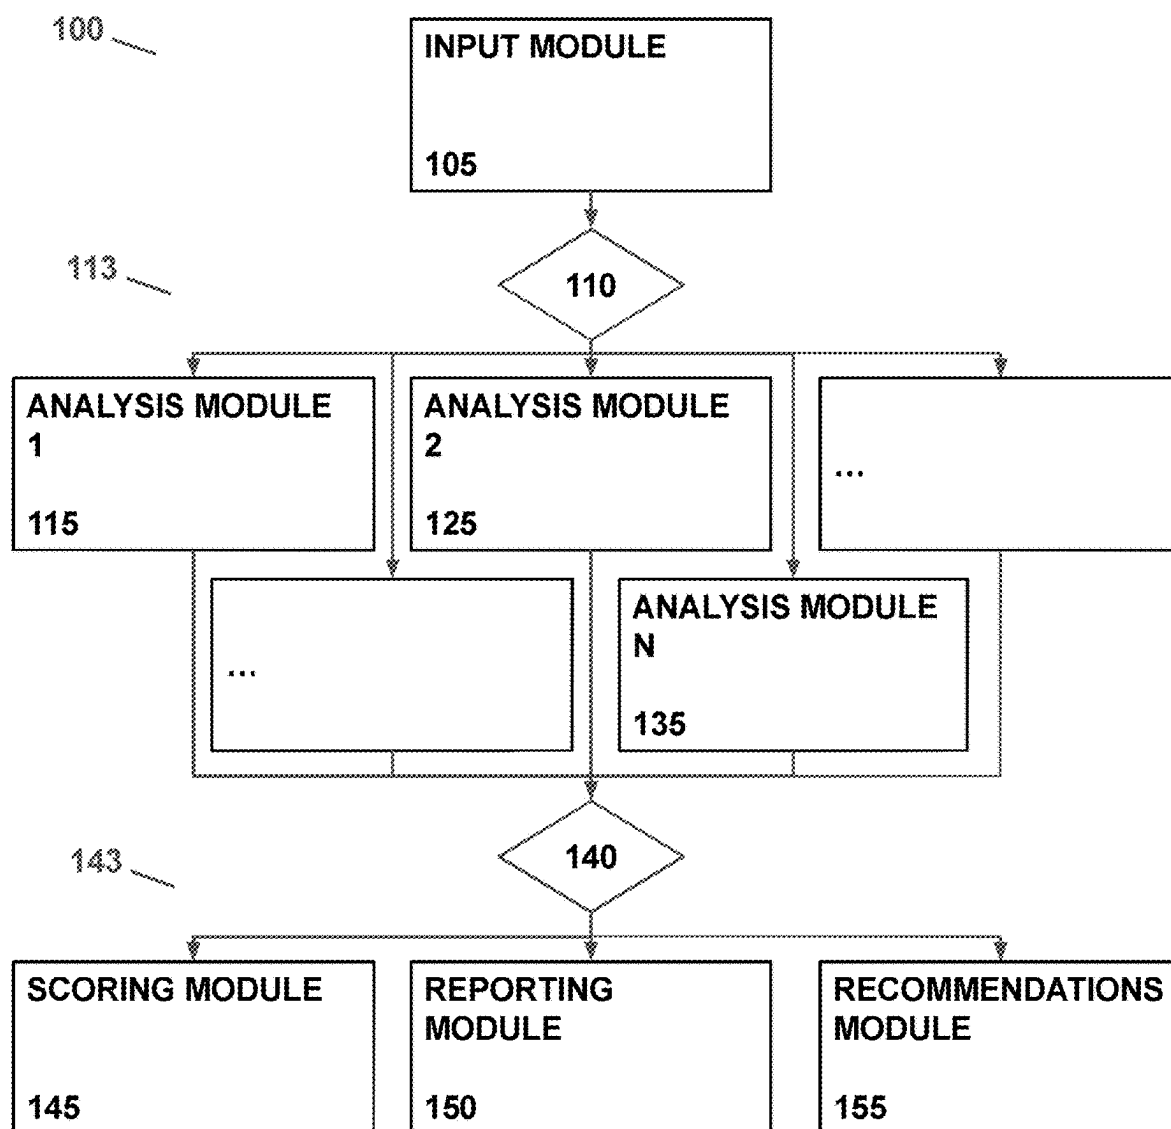 100
INPUT MODULE
105
113
110
ANALYSIS MODULE
1
115
ANALYSIS MODULE
2
125
...
...
ANALYSIS MODULE
N
135
140
143
SCORING MODULE
145
REPORTING
MODULE
150
RECOMMENDATIONS
MODULE
155